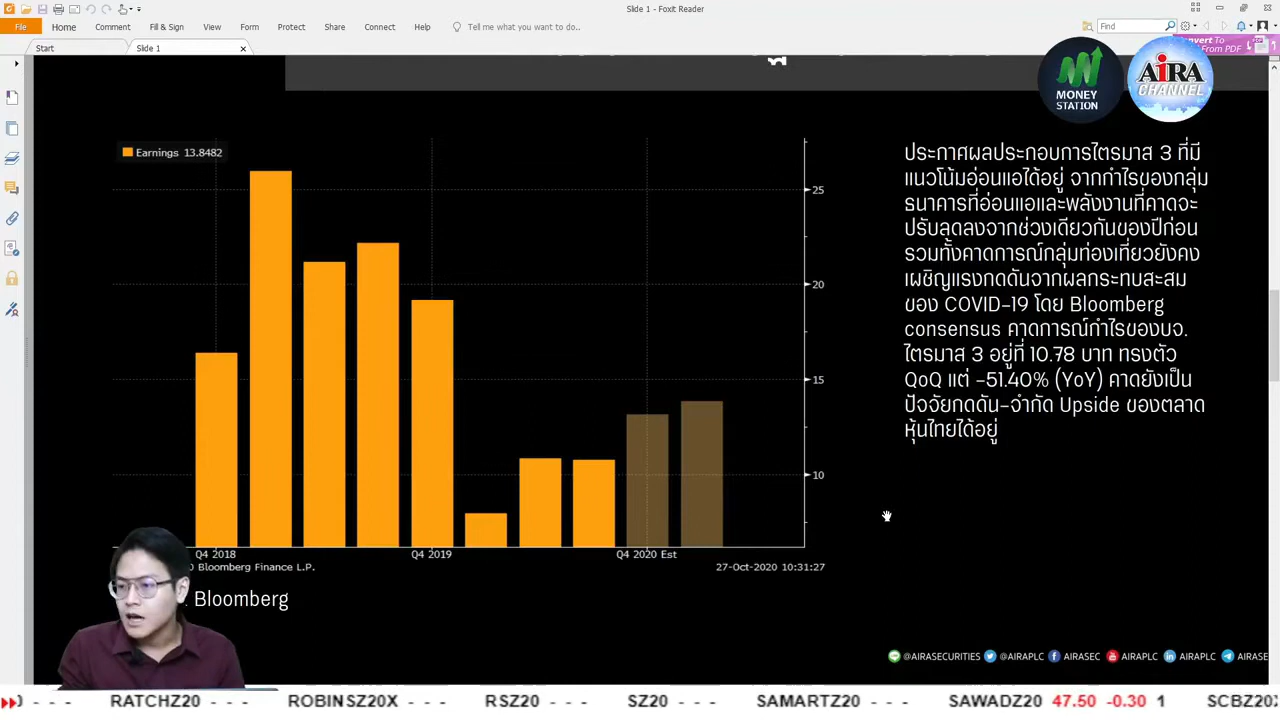 Slide 1 - Foxit Reader
File Home Comment Fill & Sign View Form Protect Share Connect Help Tell me what you want to do..
Find
Start
Slide 1
From PDF
MONEY
STATION
AiRA
CHANNEL
Earnings 13.8482
25
20
15
10
Q4 2018
Q4 2019
Q4 2020 Est
Bloomberg Finance L.P.
27-Oct-2020 10:31:27
Bloomberg
ประกาศผลประกอบการไตรมาส 3 ที่มี
แนวโน้มอ่อนแอได้อยู่ จากกำไรของกลุ่ม
ธนาคารที่อ่อนแอและพลังงานที่คาดจะ
ปรับลดลงจากช่วงเดียวกันของปีก่อน
รวมทั้งคาดการณ์กลุ่มท่องเที่ยวยังคง
เผชิญแรงกดดันจากผลกระทบสะสม
ของ COVID-19 โดย Bloomberg
consensus คาดการณ์กำไรของบจ.
ไตรมาส 3 อยู่ที่ 10.78 บาท ทรงตัว
QoQ แต่ -51.40% (YoY) คาดยังเป็น
ปัจจัยกดดัน-จำกัด Upside ของตลาด
หุ้นไทยได้อยู่
@AIRASECURITIES @AIRAPLC AIRASEC AIRAPLC AIRAPLC AIRASE
RATCHZ20 - - - ROBINSZ20X - - - RSZ20 - - - SZ20 - - - SAMARTZ20 - - - SAWADZ20 47.50 -0.30 1